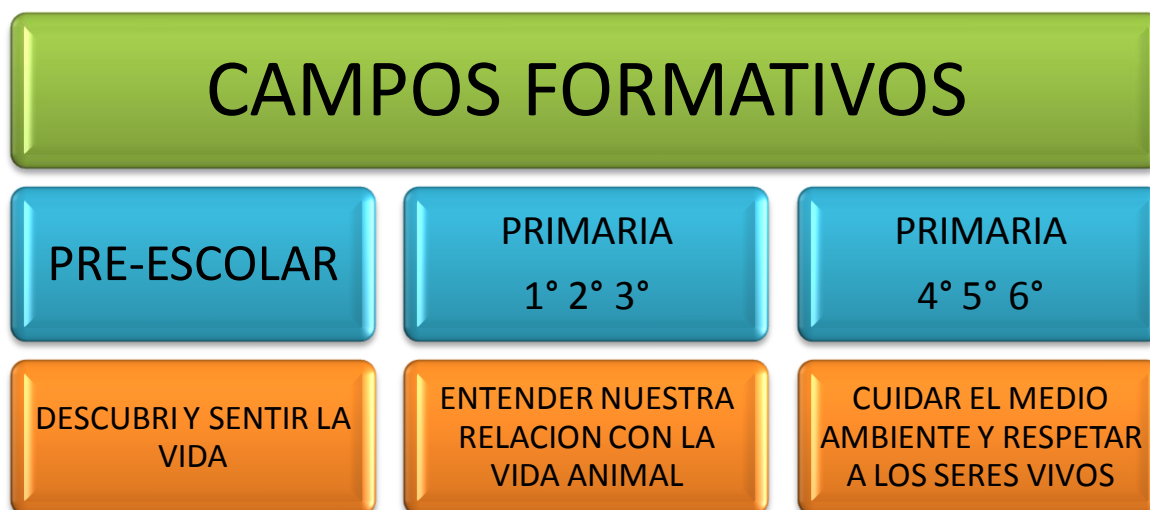 CAMPOS FORMATIVOS
PRE-ESCOLAR
PRIMARIA
1° 2° 3°
PRIMARIA
4° 5° 6°
DESCUBRI Y SENTIR LA
VIDA
ENTENDER NUESTRA
RELACION CON LA
VIDA ANIMAL
CUIDAR EL MEDIO
AMBIENTE Y RESPETAR
A LOS SERES VIVOS